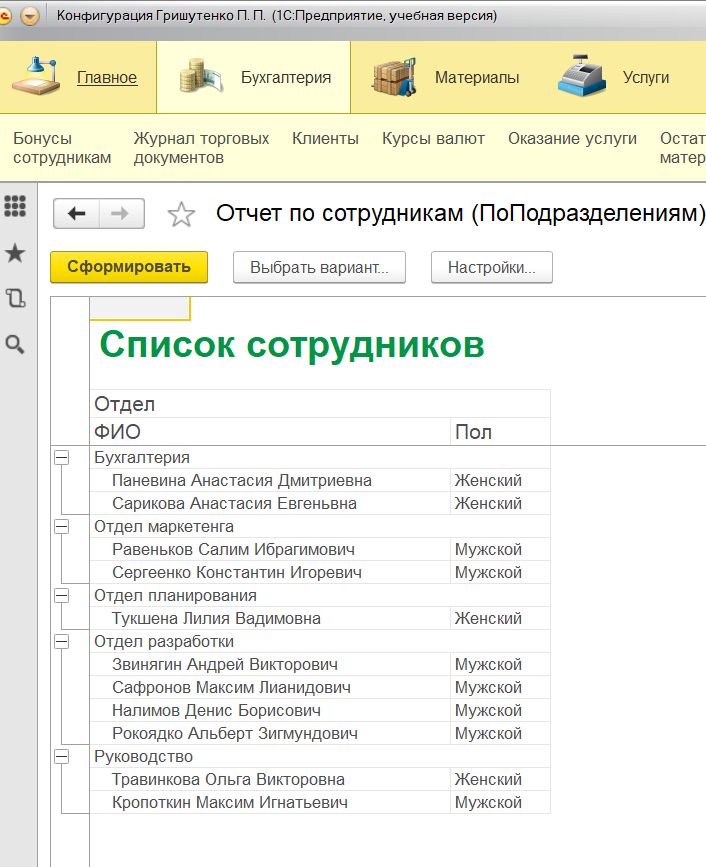 Конфигурация Гришутенко П. П. (1С:Предприятие, учебная версия)
Главное Бухгалтерия Материалы Услуги
Бонусы сотрудникам Журнал торговых документов Клиенты Курсы валют Оказание услуги Остат матер
Отчет по сотрудникам (ПоПодразделениям)
Сформировать Выбрать вариант... Настройки...
Список сотрудников
Отдел
ФИО Пол
Бухгалтерия
Паневина Анастасия Дмитриевна Женский
Сарикова Анастасия Евгеньвна Женский
Отдел маркетенга
Равеньков Салим Ибрагимович Мужской
Сергеенко Константин Игоревич Мужской
Отдел планирования
Тукшена Лилия Вадимовна Женский
Отдел разработки
Звинягин Андрей Викторович Мужской
Сафронов Максим Лианидович Мужской
Налимов Денис Борисович Мужской
Рокоядко Альберт Зигмундович Мужской
Руководство
Травинкова Ольга Викторовна Женский
Кропоткин Максим Игнатьевич Мужской